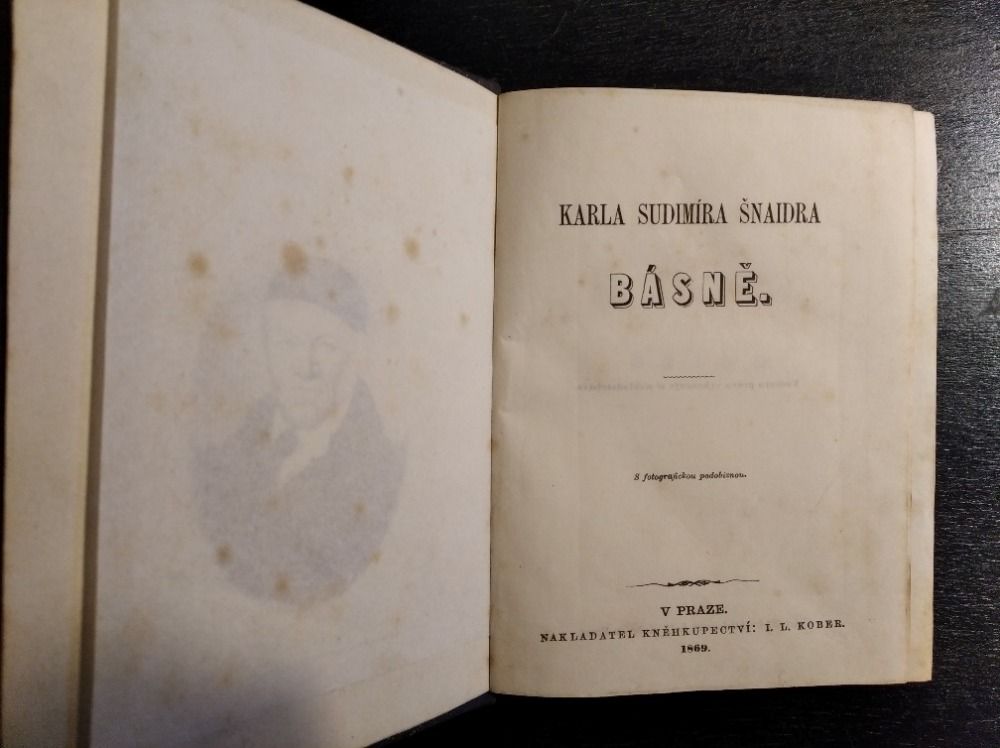 KARLA SUDIMÍRA ŠNAIDRA
BÁSNĚ.
S fotografickou podobiznou.
V PRAZE.
NAKLADATEL KNĚHKUPECTVÍ: I. L. KOBER.
1869.